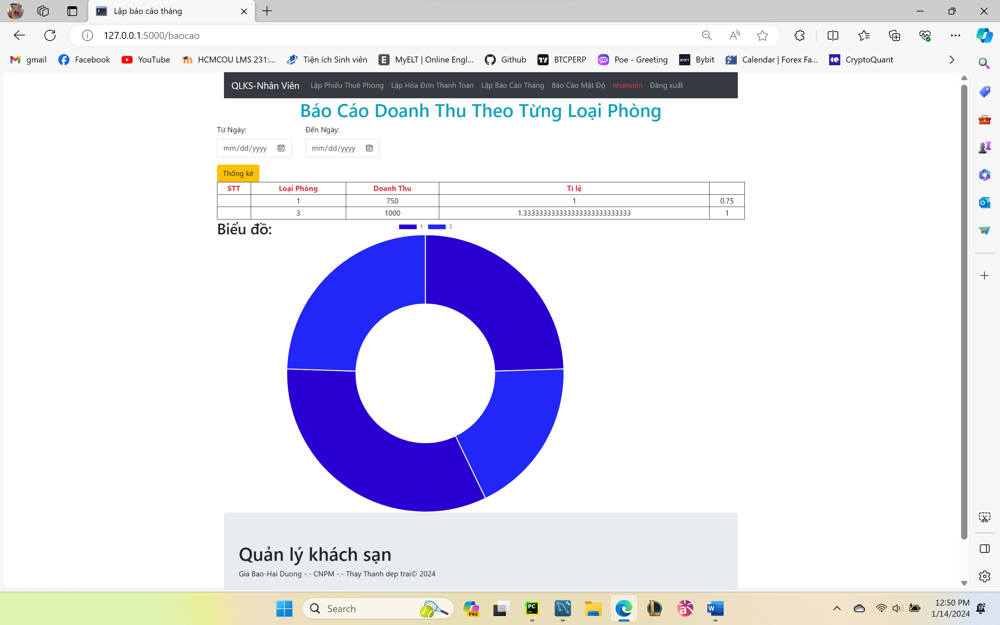 Lập báo cáo tháng
127.0.0.1:5000/baocao
gmail Facebook YouTube HCMCOU LMS 231:... Tiện ích Sinh viên MyELT | Online Engl... Github BTCPERP Poe - Greeting Bybit Calendar | Forex Fa... CryptoQuant
QLKS-Nhân Viên Lập Phiếu Thuê Phòng Lập Hóa Đơn Thanh Toán Lập Báo Cáo Tháng Báo Cáo Mật Độ nhanvien Đăng xuất
Báo Cáo Doanh Thu Theo Từng Loại Phòng
Từ Ngày: Đến Ngày:
mm/dd/yyyy mm/dd/yyyy
Thống kê
STT Loại Phòng Doanh Thu Tỉ lệ
1 750 1 0.75
3 1000 1.3333333333333333333333333333 1
Biểu đồ: 1 3
Quản lý khách sạn
Gia Bao-Hai Duong -.- CNPM -.- Thay Thanh dep trai© 2024
Search
PRE
12:50 PM
1/14/2024